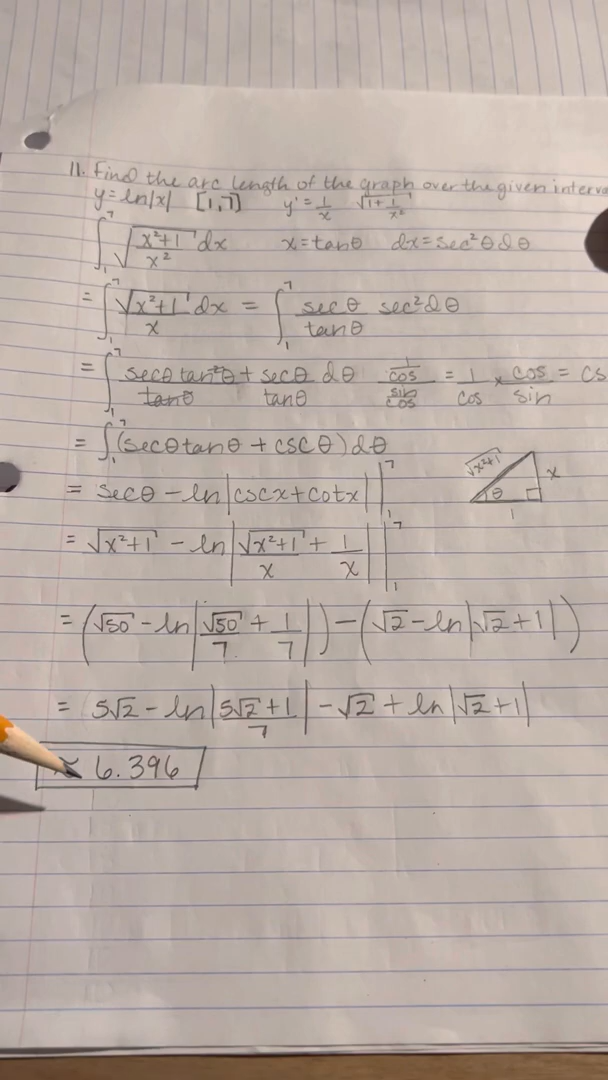 11. Find the arc length of the graph over the given interva
y = ln|x| [1,7] y' = 1/x √(1 + 1/x²)
∫₁⁷ √((x²+1)/x²) dx x = tanθ dx = sec²θ dθ
= ∫₁⁷ √(x²+1)/x dx = ∫₁⁷ secθ/tanθ sec² dθ
= ∫₁⁷ secθ tan²θ/tanθ + secθ/tanθ dθ (1/cos)/(sin/cos) = 1/cos × cos/sin = cs
= ∫₁⁷ (secθ tanθ + cscθ) dθ
= secθ - ln|cscx + cotx| |₁⁷ √x²+1 x θ 1
= √(x²+1) - ln|√(x²+1)/x + 1/x| |₁⁷
= (√50 - ln|√50/7 + 1/7|) - (√2 - ln|√2 + 1|)
= 5√2 - ln|(5√2+1)/7| - √2 + ln|√2 + 1|
≈ 6.396